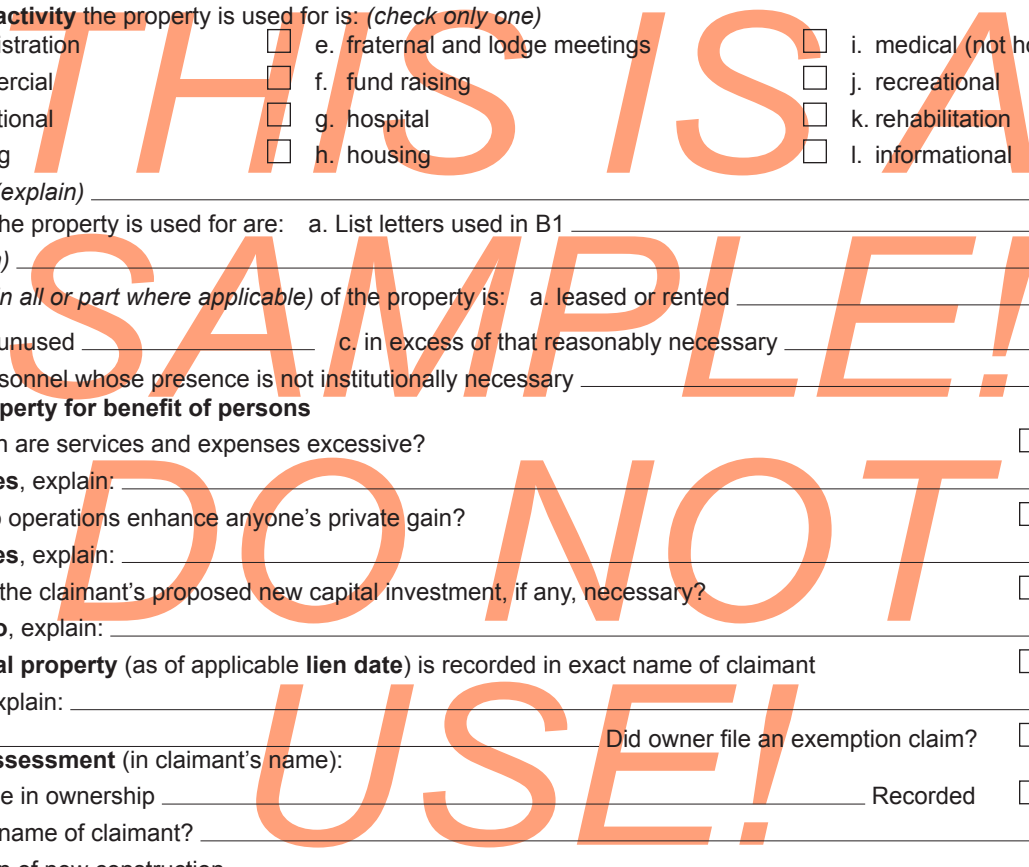 activity the property is used for is: (check only one)
istration e. fraternal and lodge meetings i. medical (not ho
ercial f. fund raising j. recreational
tional g. hospital k. rehabilitation
g h. housing l. informational
(explain)
he property is used for are: a. List letters used in B1
)
in all or part where applicable) of the property is: a. leased or rented
unused c. in excess of that reasonably necessary
rsonnel whose presence is not institutionally necessary
perty for benefit of persons
n are services and expenses excessive?
es, explain:
o operations enhance anyone's private gain?
es, explain:
the claimant's proposed new capital investment, if any, necessary?
o, explain:
al property (as of applicable lien date) is recorded in exact name of claimant
xplain:
Did owner file an exemption claim?
ssessment (in claimant's name):
e in ownership Recorded
name of claimant?
n of new construction
THIS IS A
SAMPLE!
DO NOT
USE!